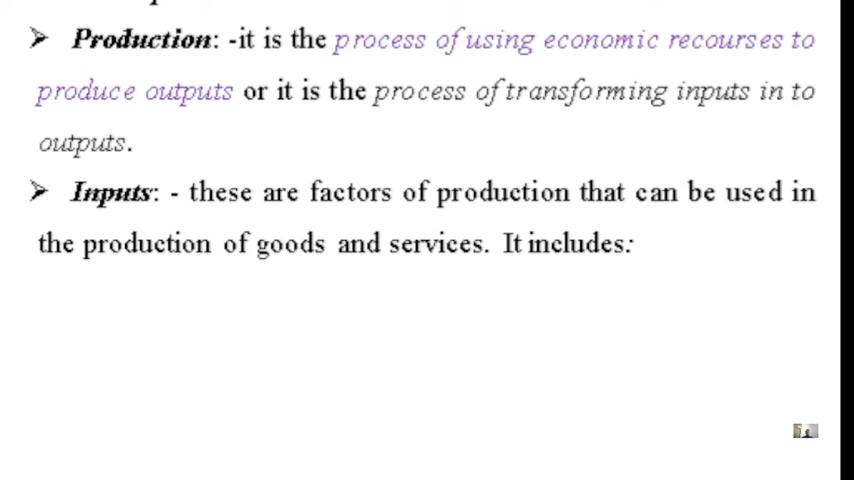 ➢ Production: -it is the process of using economic recourses to
produce outputs or it is the process of transforming inputs in to
outputs.
➢ Inputs: - these are factors of production that can be used in
the production of goods and services. It includes: